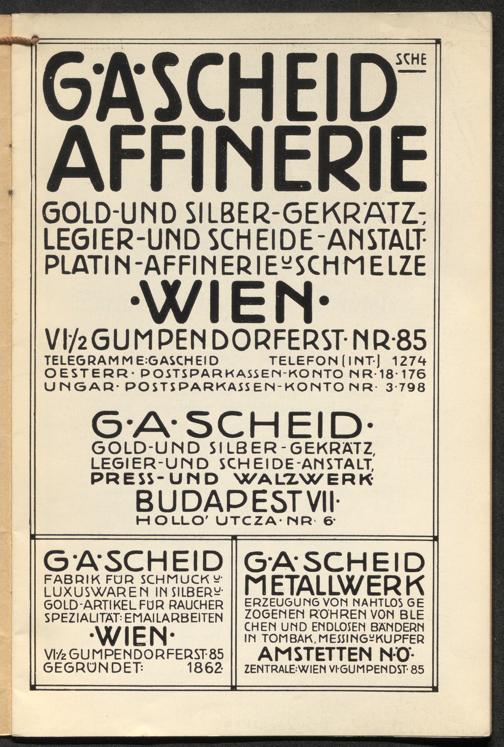 G·A·SCHEID SCHE
AFFINERIE
GOLD-UND SILBER-GEKRÄTZ-,
LEGIER-UND SCHEIDE-ANSTALT·
PLATIN-AFFINERIE U SCHMELZE
·WIEN·
VI/2 GUMPENDORFERST·NR·85
TELEGRAMME:GASCHEID TELEFON (INT·) 1274
OESTERR· POSTSPARKASSEN-KONTO NR·18·176
UNGAR· POSTSPARKASSEN-KONTO NR· 3·798
G·A·SCHEID·
GOLD-UND SILBER-GEKRÄTZ,
LEGIER-UND SCHEIDE-ANSTALT,
PRESS-UND WALZWERK·
BUDAPEST VII·
HOLLO' UTCZA·NR· 6·
G·A·SCHEID
FABRIK FÜR SCHMUCK U·
LUXUSWAREN IN SILBER U·
GOLD-ARTIKEL FÜR RAUCHER
SPEZIALITÄT: EMAILARBEITEN
·WIEN·
VI/2 GUMPENDORFERST·85
GEGRÜNDET: 1862·
G·A·SCHEID
METALLWERK
ERZEUGUNG VON NAHTLOS GE
ZOGENEN RÖHREN VON BLE
CHEN UND ENDLOSEN BÄNDERN
IN TOMBAK, MESSING U KUPFER
AMSTETTEN N·Ö·
ZENTRALE:WIEN VI·GUMPENDST· 85